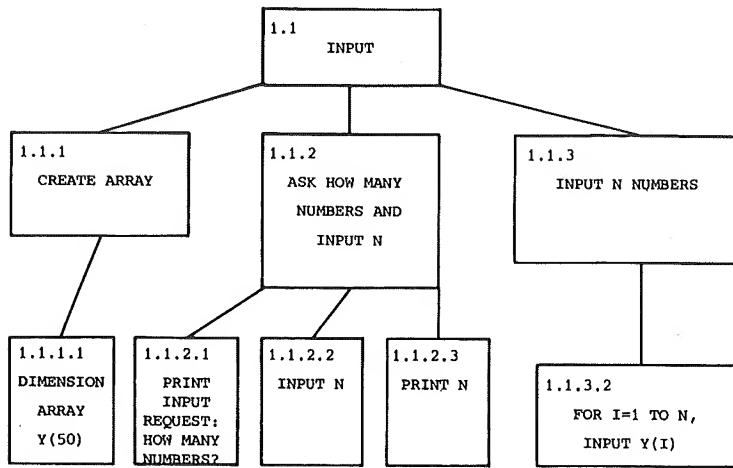 1.1
INPUT
1.1.1
CREATE ARRAY
1.1.2
ASK HOW MANY
NUMBERS AND
INPUT N
1.1.3
INPUT N NUMBERS
1.1.1.1
DIMENSION
ARRAY
Y(50)
1.1.2.1
PRINT
INPUT
REQUEST:
HOW MANY
NUMBERS?
1.1.2.2
INPUT N
1.1.2.3
PRINT N
1.1.3.2
FOR I=1 TO N,
INPUT Y(I)